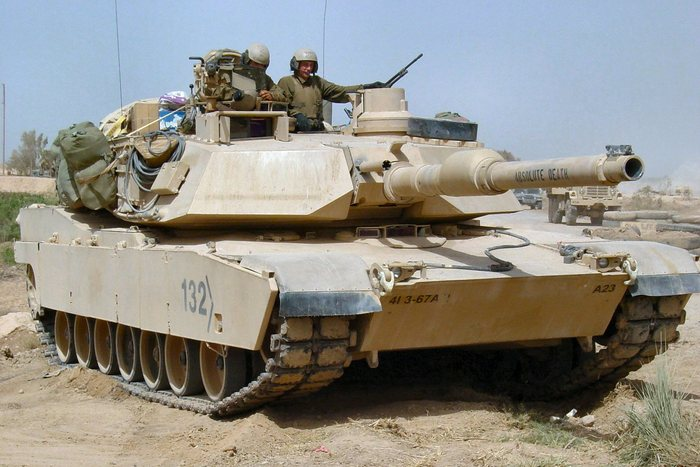 ABSOLUTE DEATH
132
4I 3-67A
A23